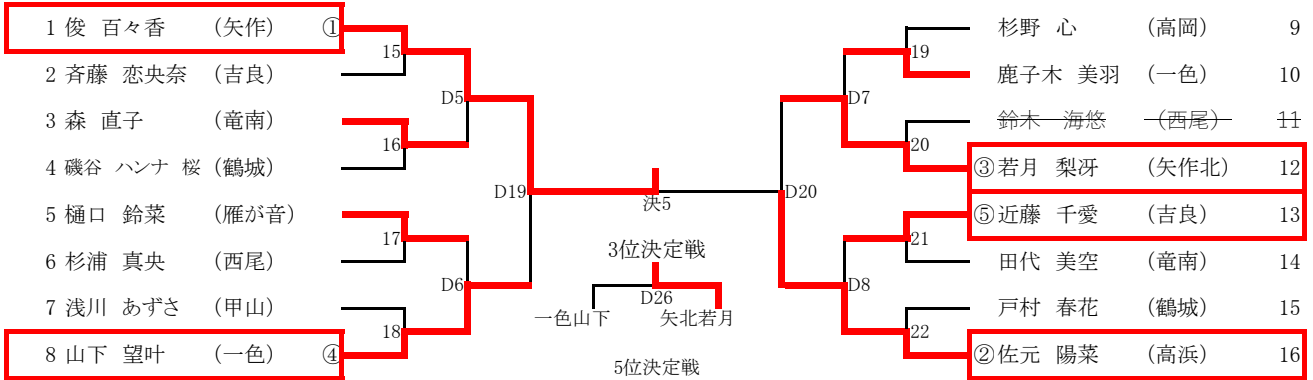 1 俊 百々香 (矢作) ①
2 斉藤 恋央奈 (吉良)
3 森 直子 (竜南)
4 磯谷 ハンナ 桜 (鶴城)
5 樋口 鈴菜 (雁が音)
6 杉浦 真央 (西尾)
7 浅川 あずさ (甲山)
8 山下 望叶 (一色) ④
15
16
17
18
D5
D6
D19
決5
3位決定戦
D26
一色山下 矢北若月
5位決定戦
D20
D7
D8
19
20
21
22
杉野 心 (高岡) 9
鹿子木 美羽 (一色) 10
鈴木 海悠 (西尾) 11
③若月 梨冴 (矢作北) 12
⑤近藤 千愛 (吉良) 13
田代 美空 (竜南) 14
戸村 春花 (鶴城) 15
②佐元 陽菜 (高浜) 16